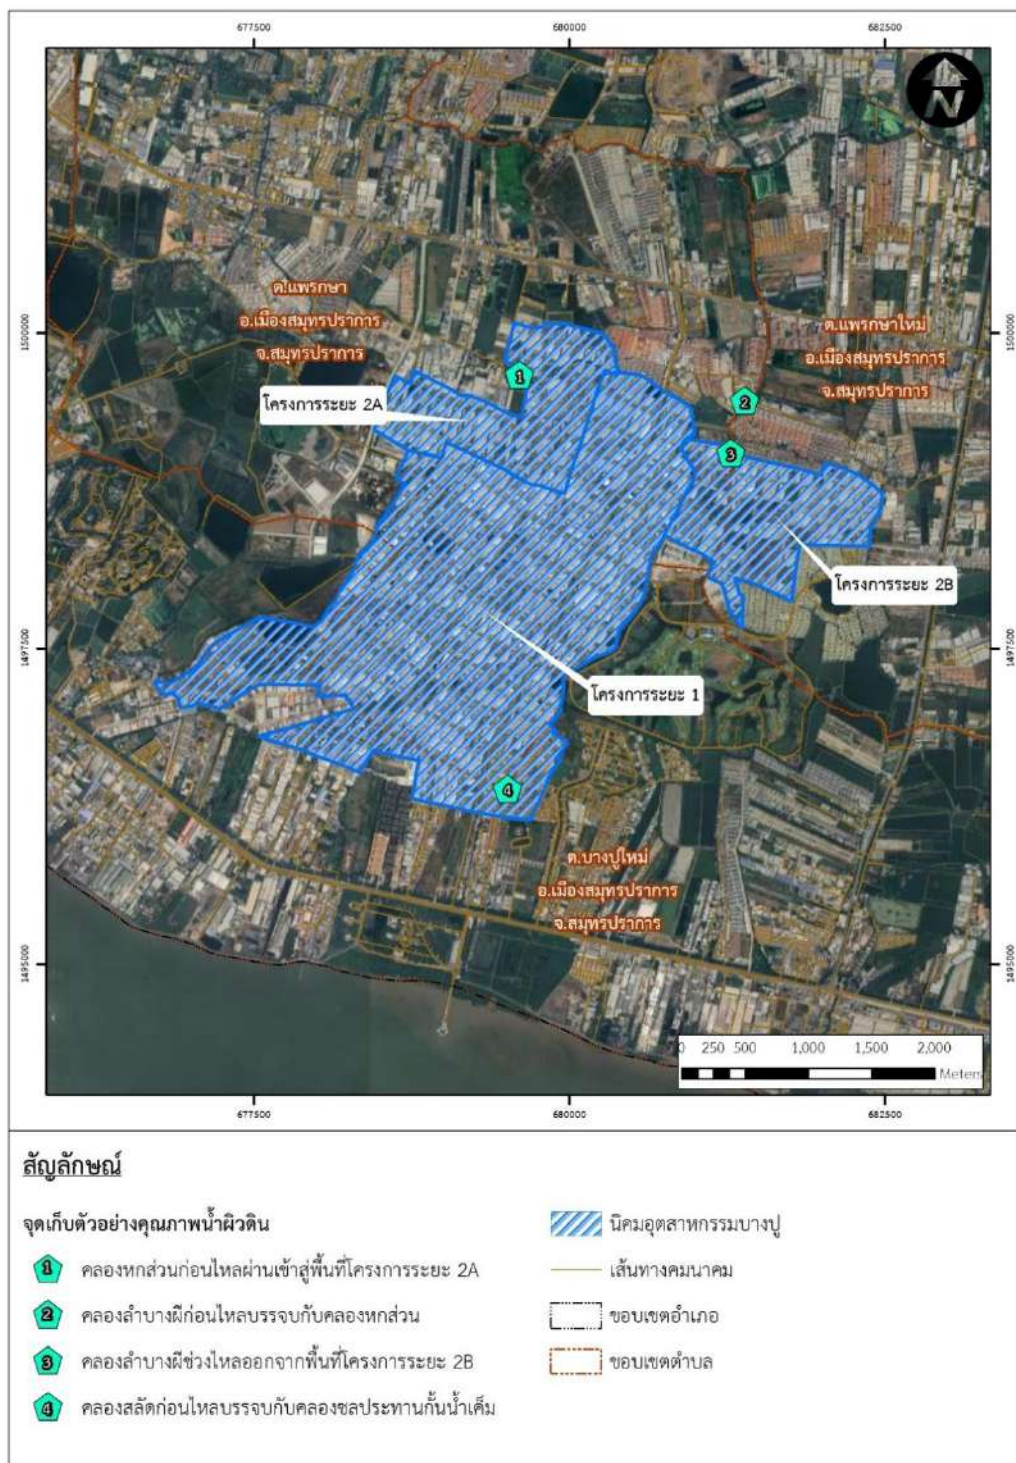 677500
680000
682500
N
ต.แพรกษา
อ.เมืองสมุทรปราการ
จ.สมุทรปราการ
ต.แพรกษาใหม่
อ.เมืองสมุทรปราการ
จ.สมุทรปราการ
1500000
1500000
1
โครงการระยะ 2A
2
3
โครงการระยะ 2B
1497500
1497500
โครงการระยะ 1
4
ต.บางปูใหม่
อ.เมืองสมุทรปราการ
จ.สมุทรปราการ
1495000
1495000
0 250 500 1,000 1,500 2,000
Meters
677500
680000
682500
สัญลักษณ์
จุดเก็บตัวอย่างคุณภาพน้ำผิวดิน
1 คลองหกส่วนก่อนไหลผ่านเข้าสู่พื้นที่โครงการระยะ 2A
2 คลองลำบางผีก่อนไหลบรรจบกับคลองหกส่วน
3 คลองลำบางผีช่วงไหลออกจากพื้นที่โครงการระยะ 2B
4 คลองสลัดก่อนไหลบรรจบกับคลองชลประทานกั้นน้ำเค็ม
นิคมอุตสาหกรรมบางปู
เส้นทางคมนาคม
ขอบเขตอำเภอ
ขอบเขตตำบล